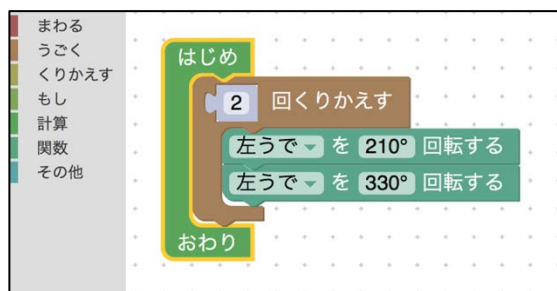 まわる
うごく
くりかえす
もし
計算
関数
その他
はじめ
2 回くりかえす
左うで を 210° 回転する
左うで を 330° 回転する
おわり